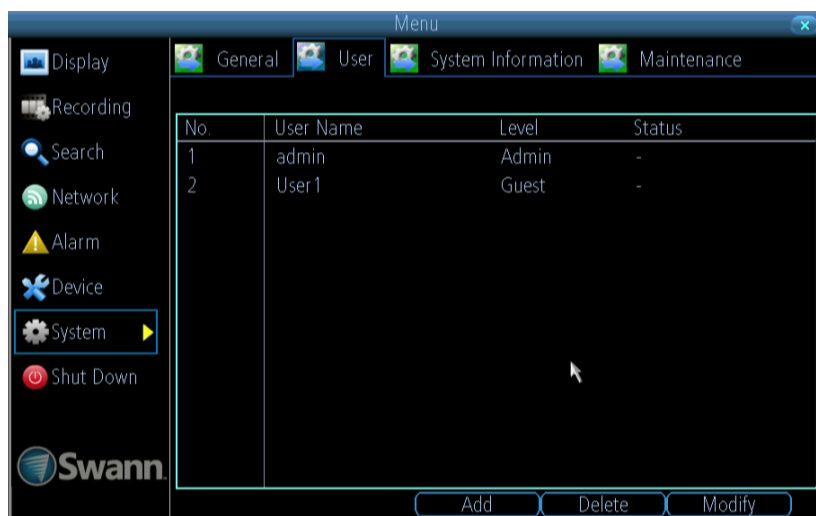 Menu
Display
Recording
Search
Network
Alarm
Device
System
Shut Down
Swann.
General User System Information Maintenance
No. User Name Level Status
1 admin Admin -
2 User1 Guest -
Add Delete Modify